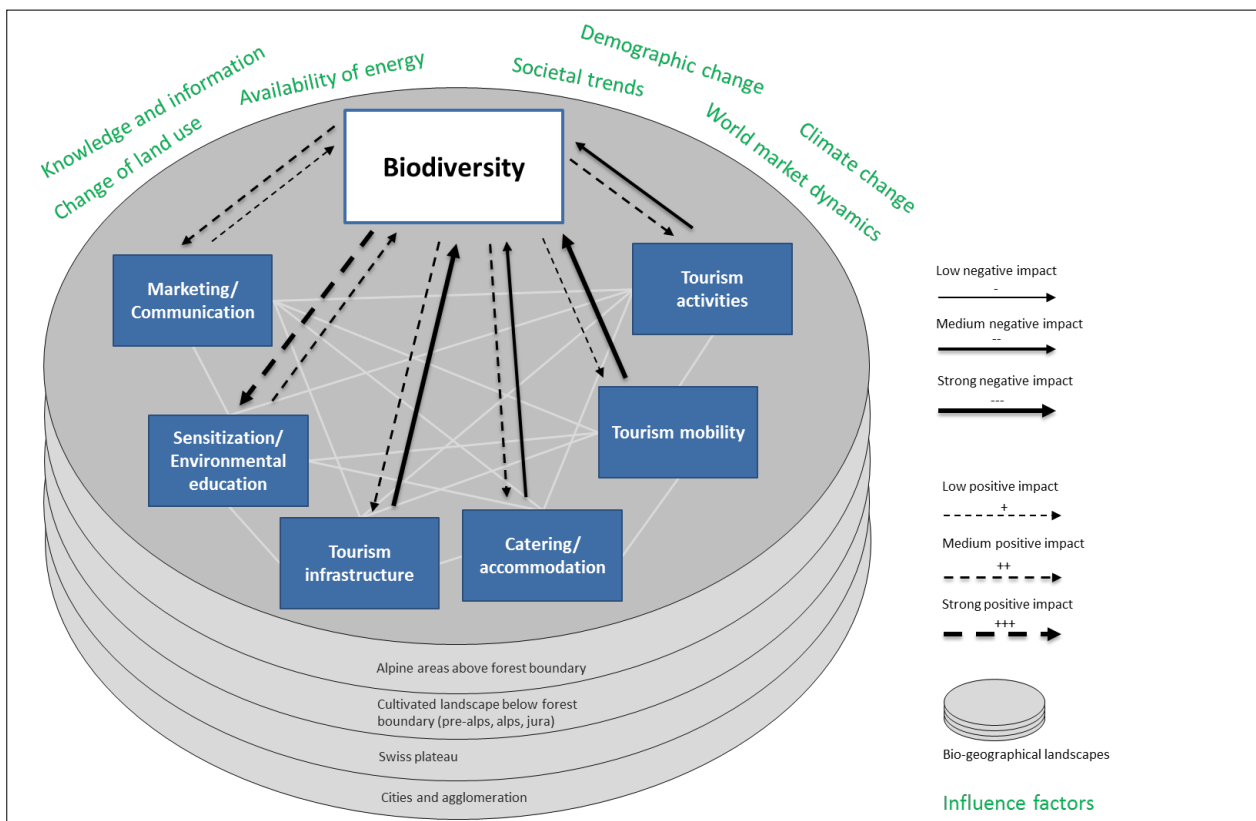 Knowledge and information
Change of land use
Availability of energy
Societal trends
Demographic change
World market dynamics
Climate change
Biodiversity
Marketing/
Communication
Tourism
activities
Sensitization/
Environmental
education
Tourism mobility
Tourism
infrastructure
Catering/
accommodation
Alpine areas above forest boundary
Cultivated landscape below forest
boundary (pre-alps, alps, jura)
Swiss plateau
Cities and agglomeration
Low negative impact
-
Medium negative impact
--
Strong negative impact
---
Low positive impact
+
Medium positive impact
++
Strong positive impact
+++
Bio-geographical landscapes
Influence factors